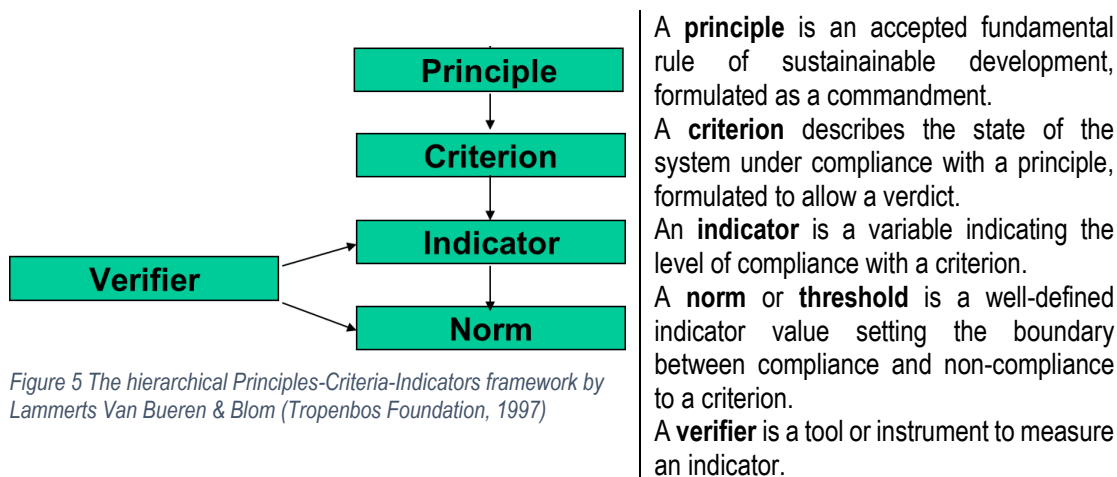 Principle
Criterion
Indicator
Verifier
Norm
Figure 5 The hierarchical Principles-Criteria-Indicators framework by
Lammerts Van Bueren & Blom (Tropenbos Foundation, 1997)
A principle is an accepted fundamental
rule of sustainainable development,
formulated as a commandment.
A criterion describes the state of the
system under compliance with a principle,
formulated to allow a verdict.
An indicator is a variable indicating the
level of compliance with a criterion.
A norm or threshold is a well-defined
indicator value setting the boundary
between compliance and non-compliance
to a criterion.
A verifier is a tool or instrument to measure
an indicator.